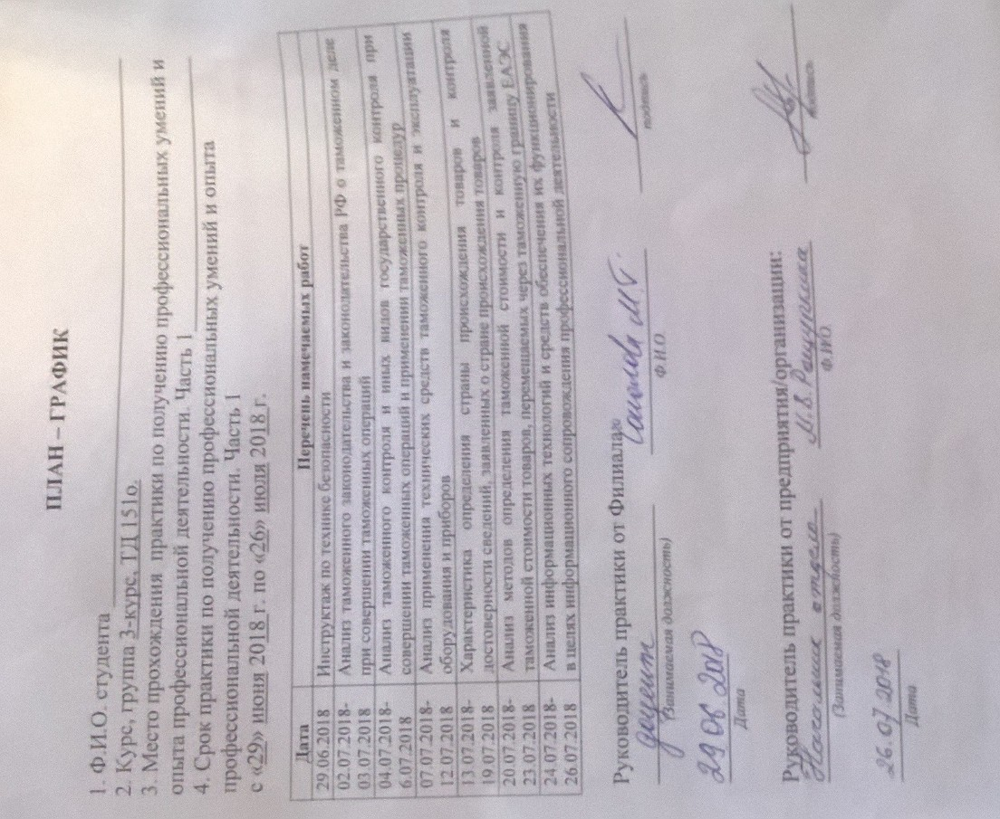 ПЛАН – ГРАФИК
1. Ф.И.О. студента
2. Курс, группа 3-курс, ТД 151о.
3. Место прохождения практики по получению профессиональных умений и
опыта профессиональной деятельности. Часть 1
4. Срок практики по получению профессиональных умений и опыта
профессиональной деятельности. Часть 1
с «29» июня 2018 г. по «26» июля 2018 г.
Дата Перечень намечаемых работ
29.06.2018 Инструктаж по технике безопасности
02.07.2018- Анализ таможенного законодательства и законодательства РФ о таможенном деле
03.07.2018 при совершении таможенных операций
04.07.2018- Анализ таможенного контроля и иных видов государственного контроля при
6.07.2018 совершении таможенных операций и применении таможенных процедур
07.07.2018- Анализ применения технических средств таможенного контроля и эксплуатации
12.07.2018 оборудования и приборов
13 07.2018- Характеристика определения страны происхождения товаров и контроля
19.07.2018 достоверности сведений, заявленных о стране происхождения товаров
20.07.2018- Анализ методов определения таможенной стоимости и контроля заявленной
23.07.2018 таможенной стоимости товаров, перемещаемых через таможенную границу ЕАЭС
24.07.2018- Анализ информационных технологий и средств обеспечения их функционирования
26.07.2018 в целях информационного сопровождения профессиональной деятельности
Руководитель практики от Филиала
доцент М.Г.
(Занимаемая должность) Ф.И.О. подпись
29 06 2018
Дата
Руководитель практики от предприятия/организации:
Начальник отдела И.В.
(Занимаемая должность) Ф.И.О. подпись
26.07 2018
Дата